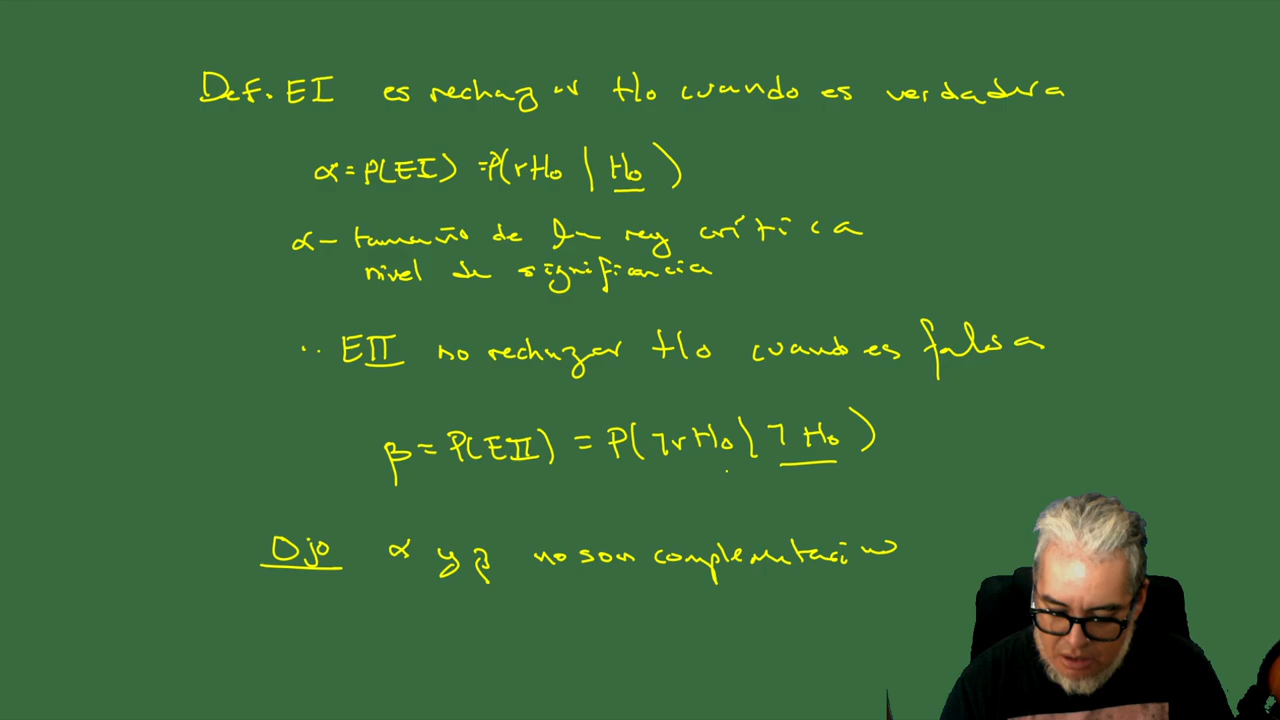 Def. EI es rechazar Ho cuando es verdadera
α = P(EI) = P(rHo | Ho)
α – tamaño de la reg crítica
nivel de significancia
·· EII no rechazar Ho cuando es falsa
β = P(EII) = P(¬rHo | ¬Ho)
Ojo α y β no son complementario